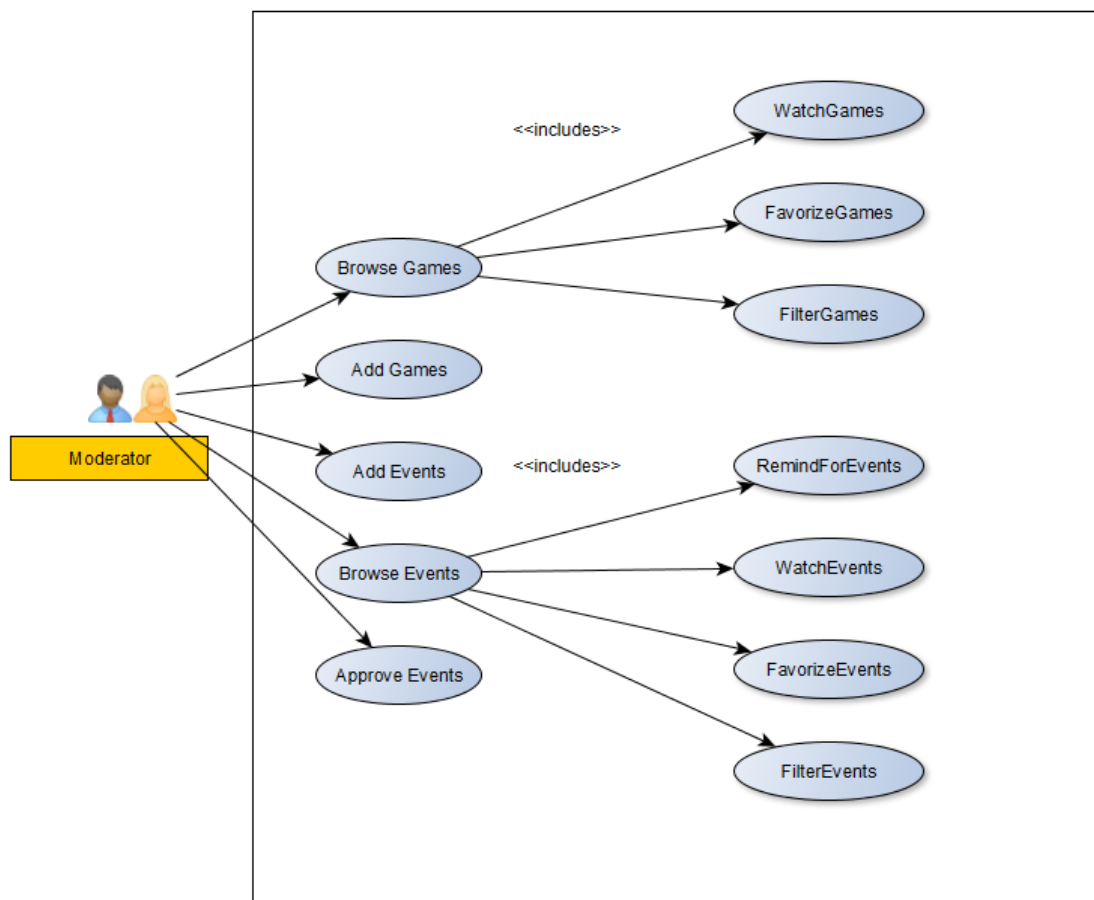 WatchGames
<<includes>>
FavorizeGames
Browse Games
FilterGames
Add Games
Moderator
Add Events
<<includes>>
RemindForEvents
Browse Events
WatchEvents
Approve Events
FavorizeEvents
FilterEvents